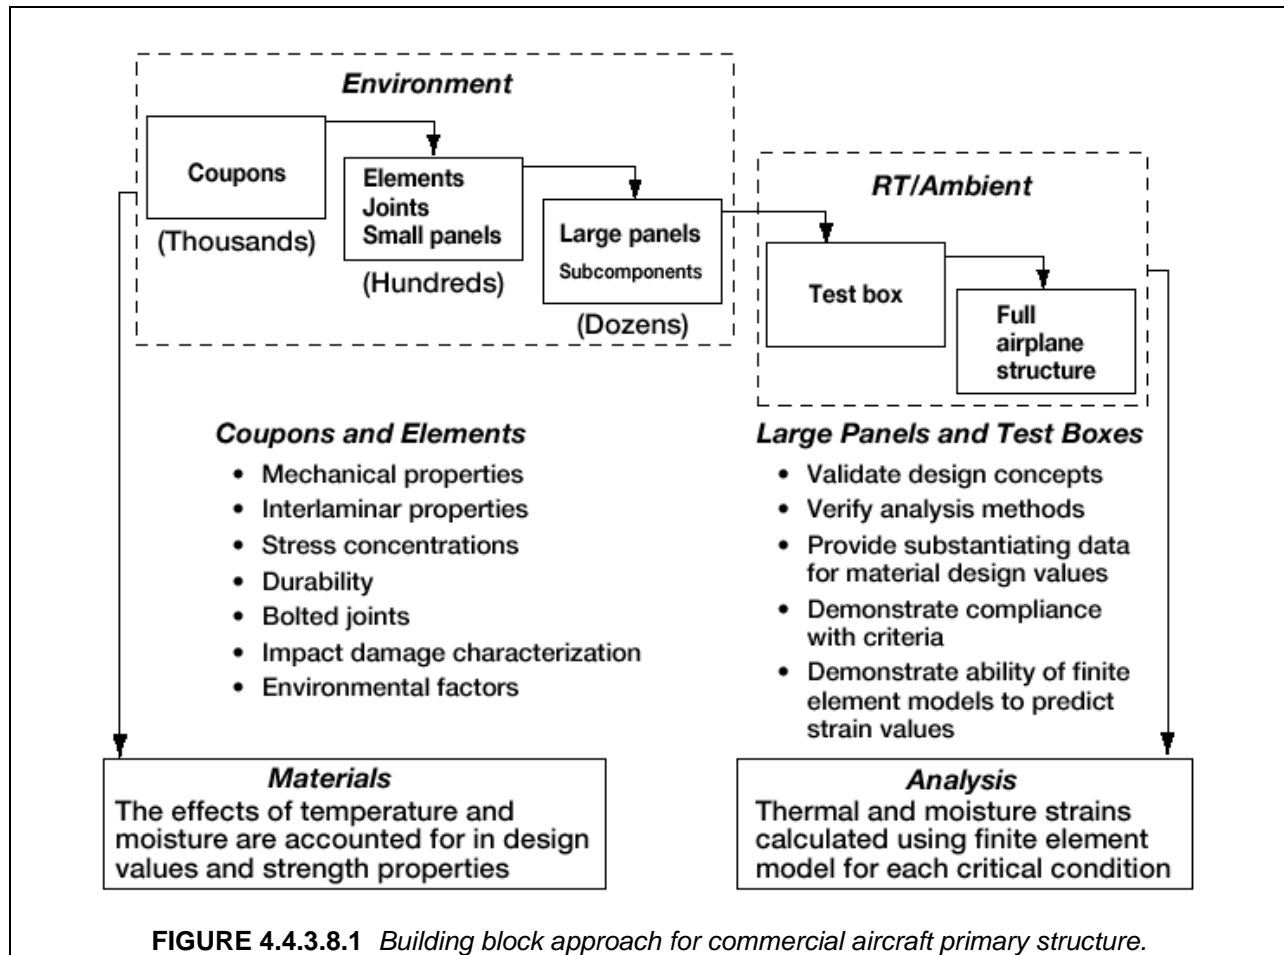 Environment
Coupons
(Thousands)
Elements
Joints
Small panels
(Hundreds)
Large panels
Subcomponents
(Dozens)
RT/Ambient
Test box
Full
airplane
structure
Coupons and Elements
• Mechanical properties
• Interlaminar properties
• Stress concentrations
• Durability
• Bolted joints
• Impact damage characterization
• Environmental factors
Large Panels and Test Boxes
• Validate design concepts
• Verify analysis methods
• Provide substantiating data
for material design values
• Demonstrate compliance
with criteria
• Demonstrate ability of finite
element models to predict
strain values
Materials
The effects of temperature and
moisture are accounted for in design
values and strength properties
Analysis
Thermal and moisture strains
calculated using finite element
model for each critical condition
FIGURE 4.4.3.8.1 Building block approach for commercial aircraft primary structure.